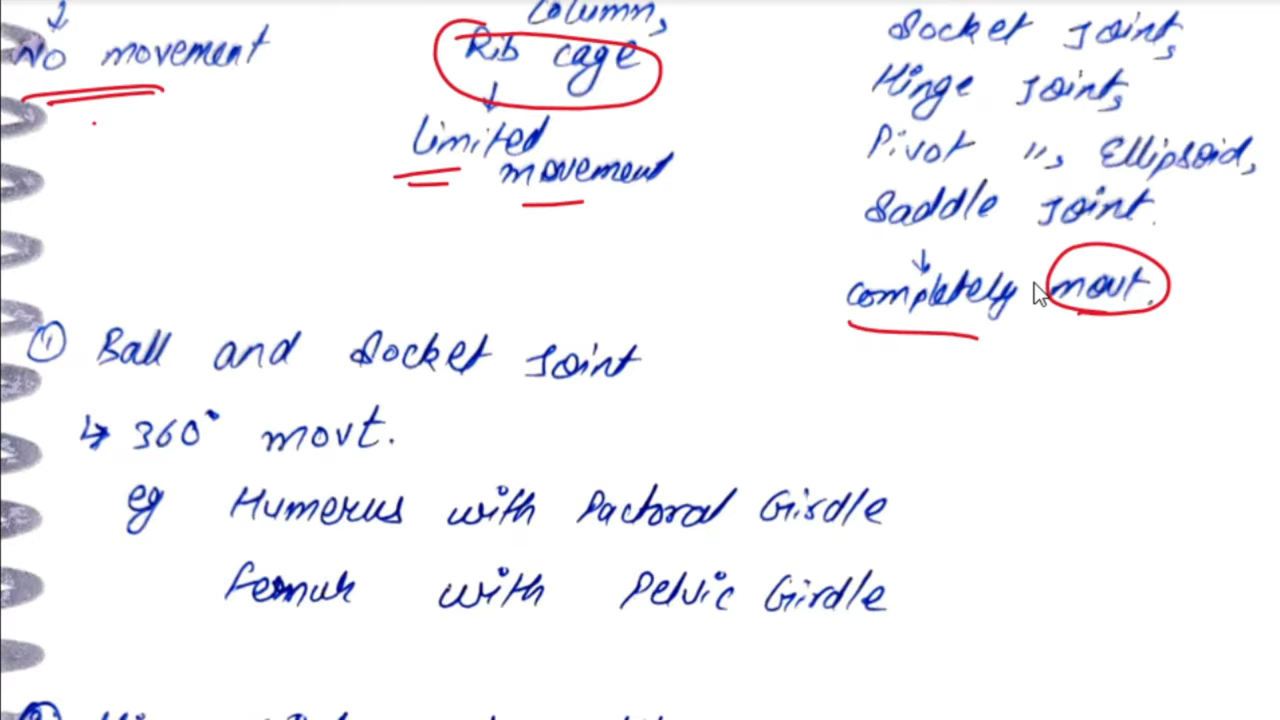 No movement
Column,
Rib cage
Limited
movement
Socket Joint,
Hinge Joint,
Pivot ", Ellipsoid,
Saddle Joint.
completely movt.
① Ball and Socket Joint
↳ 360° movt.
eg Humerus with Pactoral Girdle
Femur with Pelvic Girdle